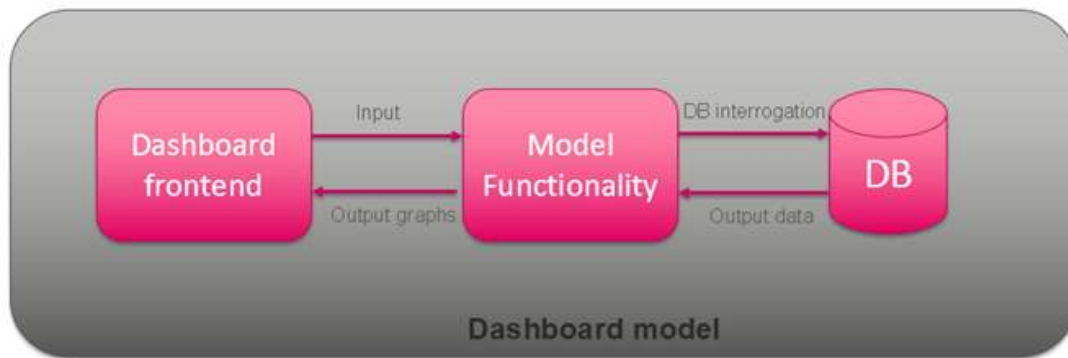 Input
DB interrogation
Dashboard
frontend
Model
Functionality
DB
Output graphs
Output data
Dashboard model